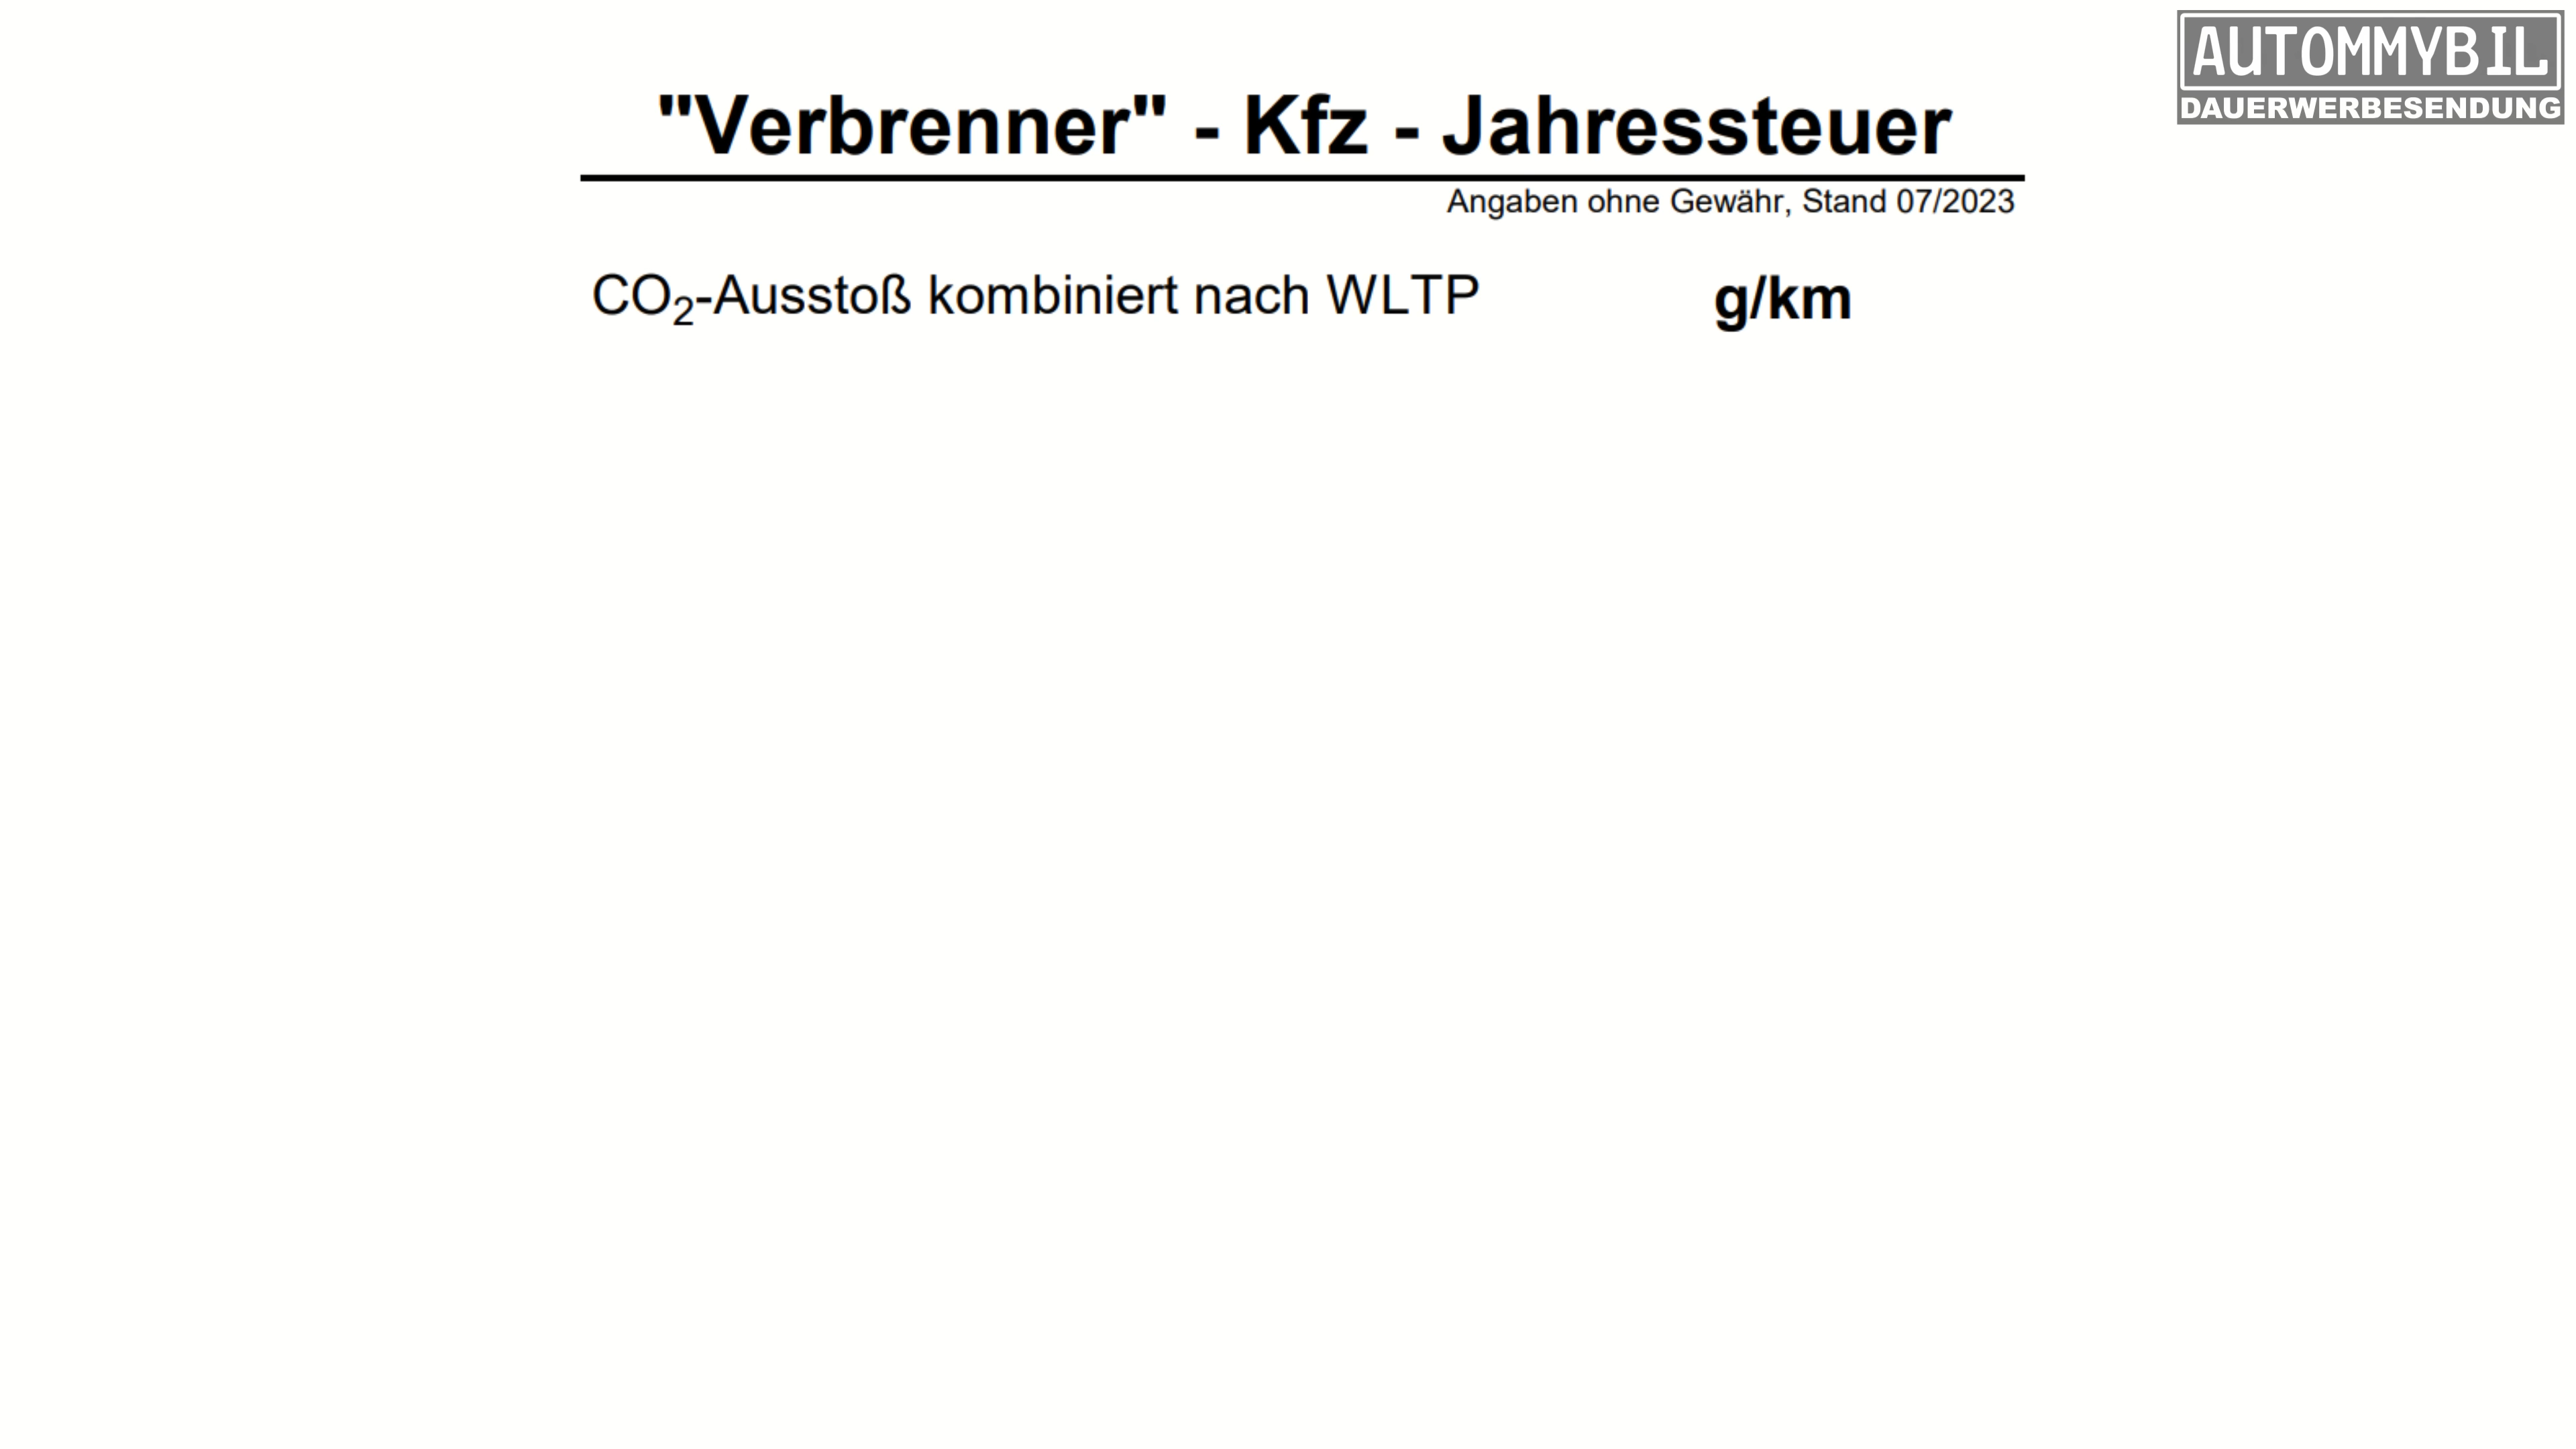 AUTOMMYBIL
DAUERWERBESENDUNG
"Verbrenner" - Kfz - Jahressteuer
Angaben ohne Gewähr, Stand 07/2023
CO₂-Ausstoß kombiniert nach WLTP g/km